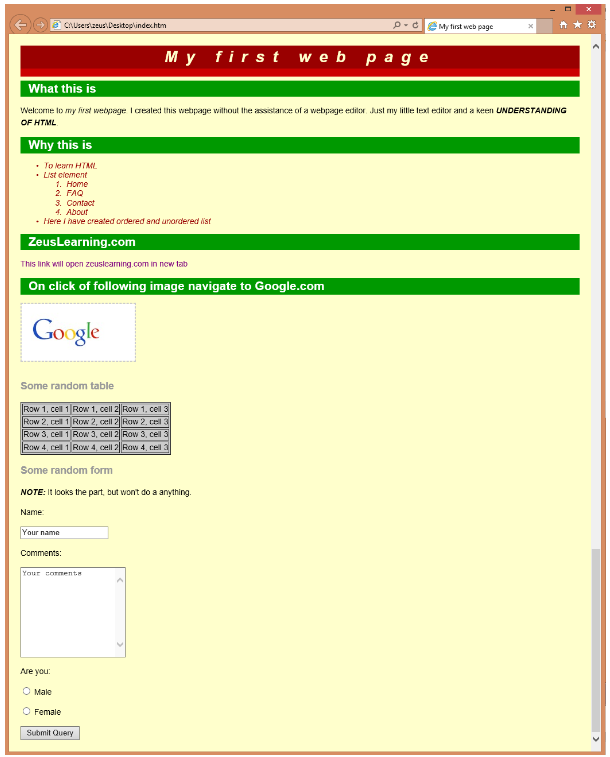 C:\Users\zeus\Desktop\index.htm
My first web page
My first web page
What this is
Welcome to my first webpage. I created this webpage without the assistance of a webpage editor. Just my little text editor and a keen UNDERSTANDING
OF HTML
Why this is
• To learn HTML
• List element
1. Home
2. FAQ
3. Contact
4. About
• Here I have created ordered and unordered list
ZeusLearning.com
This link will open zeuslearning.com in new tab
On click of following image navigate to Google.com
Google
Some random table
Row 1, cell 1 Row 1, cell 2 Row 1, cell 3
Row 2, cell 1 Row 2, cell 2 Row 2, cell 3
Row 3, cell 1 Row 3, cell 2 Row 3, cell 3
Row 4, cell 1 Row 4, cell 2 Row 4, cell 3
Some random form
NOTE: It looks the part, but won't do a anything.
Name:
Your name
Comments:
Your comments
Are you:
Male
Female
Submit Query